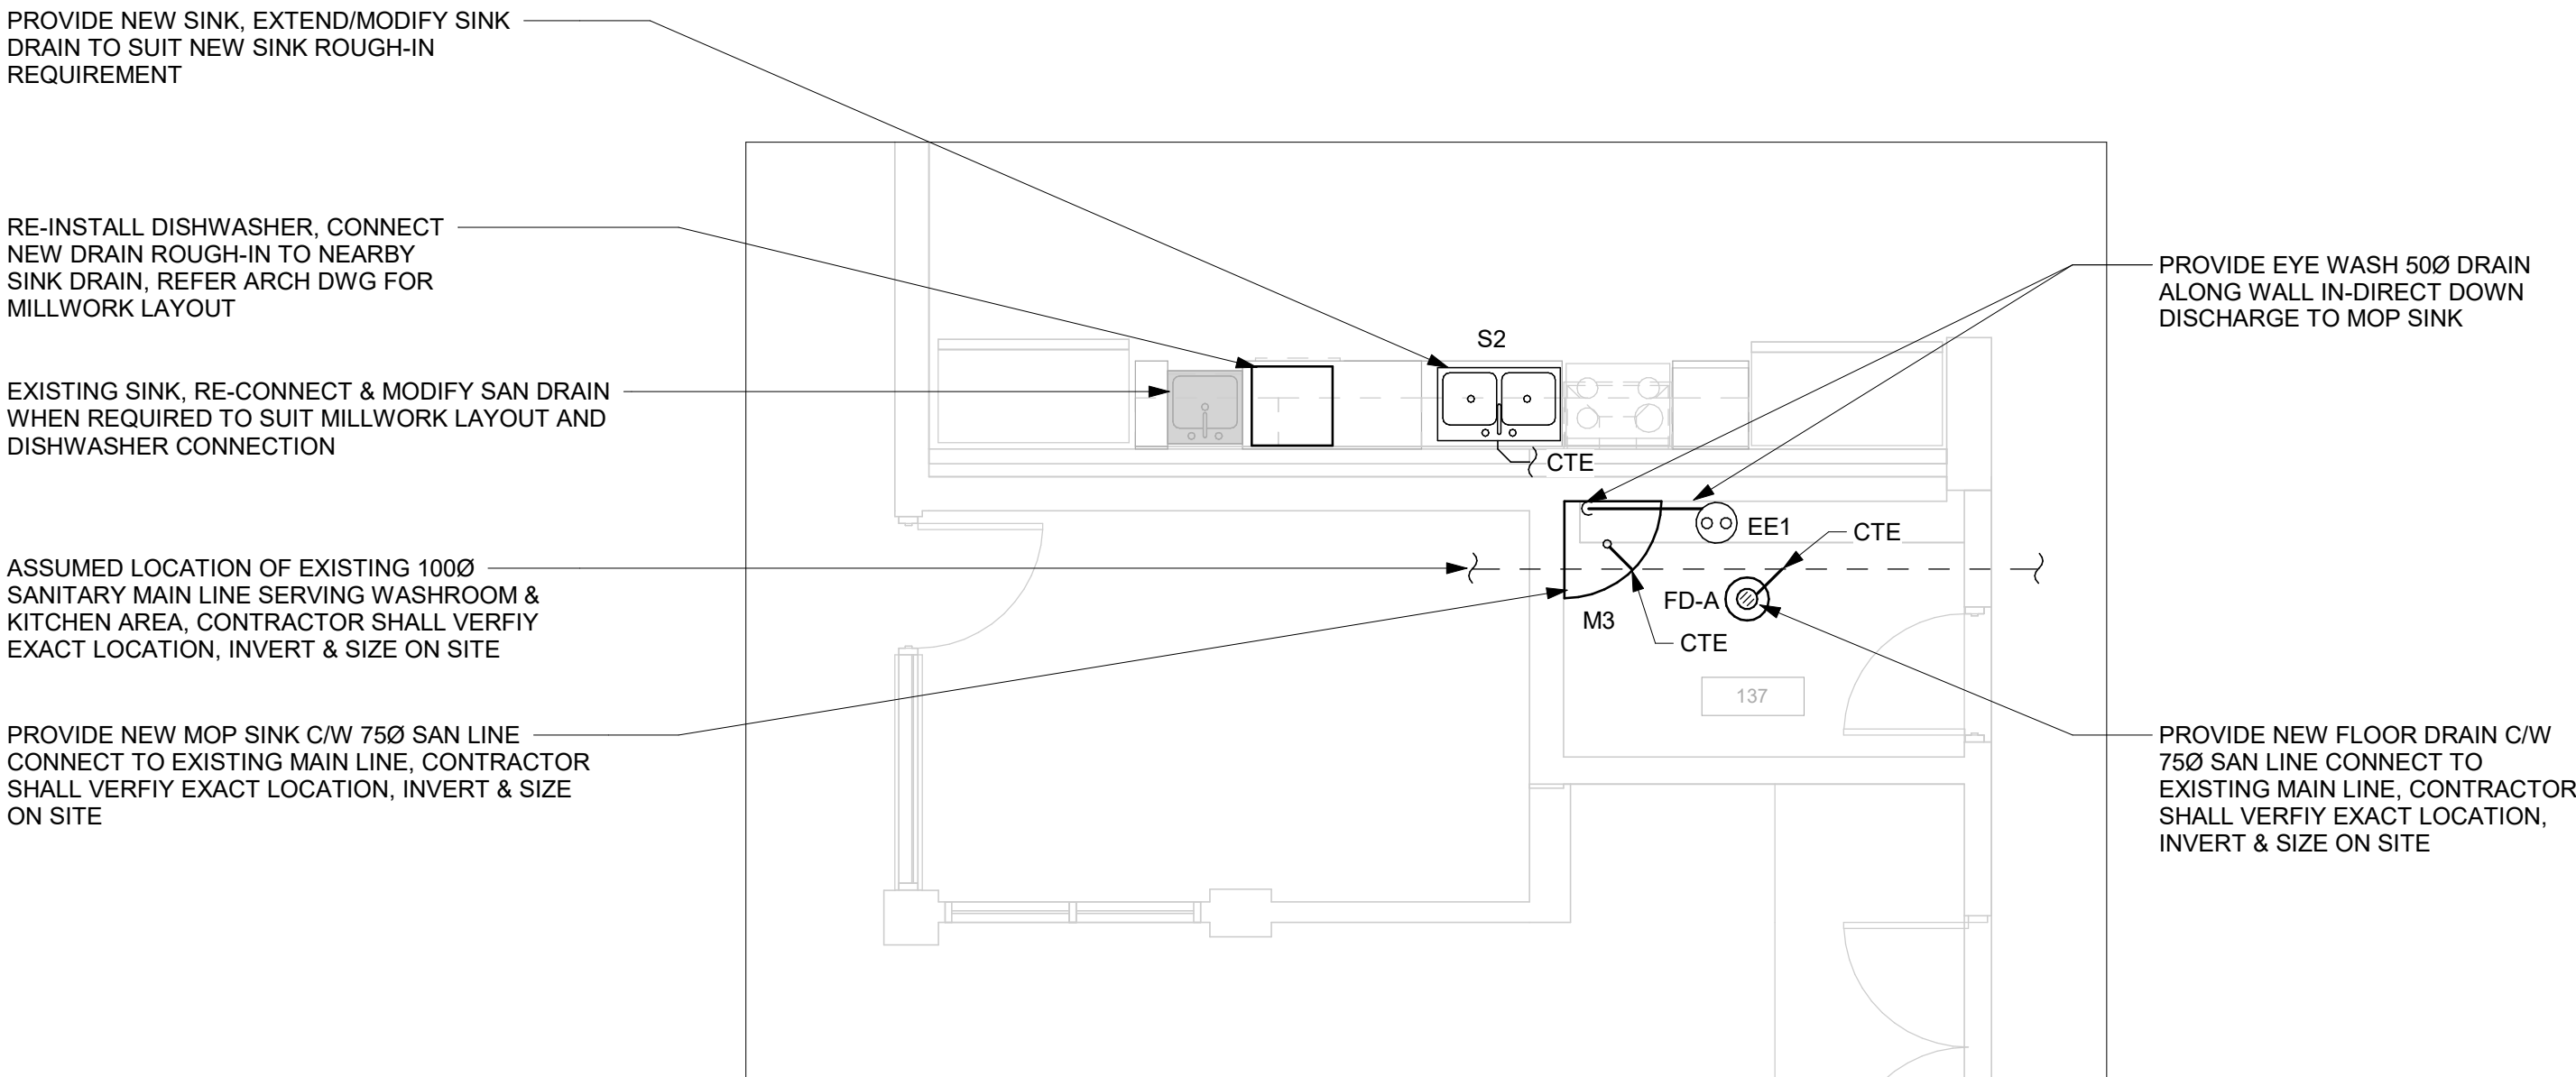 PROVIDE NEW SINK, EXTEND/MODIFY SINK
DRAIN TO SUIT NEW SINK ROUGH-IN
REQUIREMENT
RE-INSTALL DISHWASHER, CONNECT
NEW DRAIN ROUGH-IN TO NEARBY
SINK DRAIN, REFER ARCH DWG FOR
MILLWORK LAYOUT
EXISTING SINK, RE-CONNECT & MODIFY SAN DRAIN
WHEN REQUIRED TO SUIT MILLWORK LAYOUT AND
DISHWASHER CONNECTION
ASSUMED LOCATION OF EXISTING 100Ø
SANITARY MAIN LINE SERVING WASHROOM &
KITCHEN AREA, CONTRACTOR SHALL VERFIY
EXACT LOCATION, INVERT & SIZE ON SITE
PROVIDE NEW MOP SINK C/W 75Ø SAN LINE
CONNECT TO EXISTING MAIN LINE, CONTRACTOR
SHALL VERFIY EXACT LOCATION, INVERT & SIZE
ON SITE
S2
CTE
EE1
CTE
FD-A
M3
CTE
137
PROVIDE EYE WASH 50Ø DRAIN
ALONG WALL IN-DIRECT DOWN
DISCHARGE TO MOP SINK
PROVIDE NEW FLOOR DRAIN C/W
75Ø SAN LINE CONNECT TO
EXISTING MAIN LINE, CONTRACTOR
SHALL VERFIY EXACT LOCATION,
INVERT & SIZE ON SITE